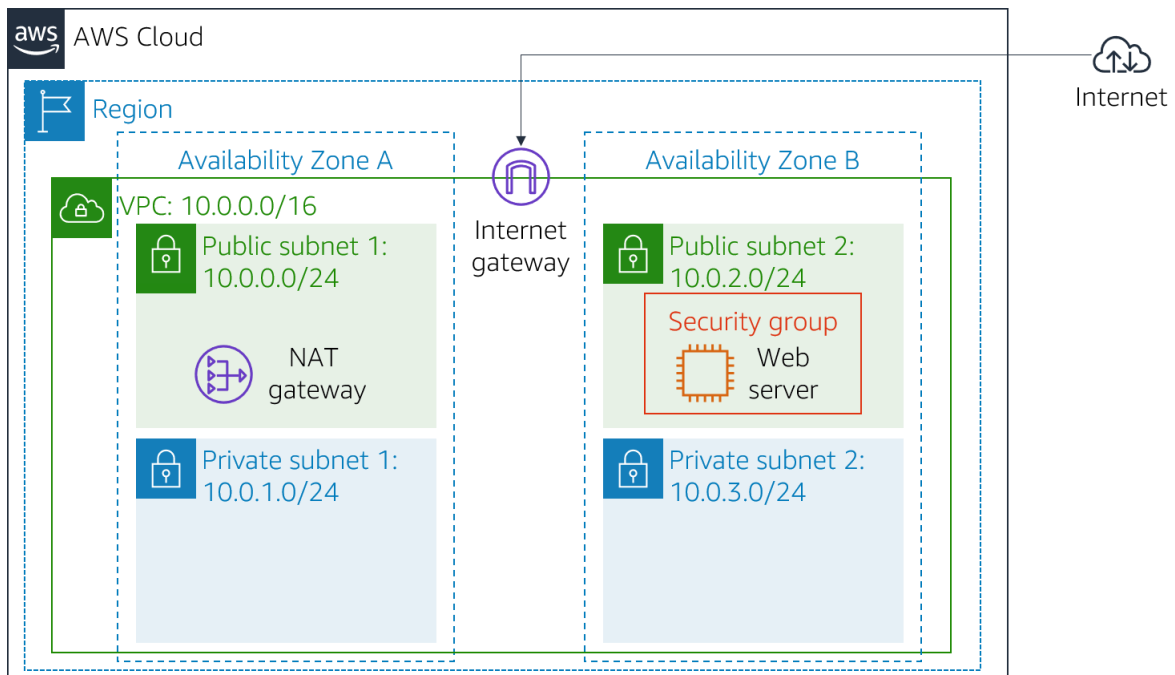 aws
AWS Cloud
Internet
Region
Availability Zone A
Availability Zone B
VPC: 10.0.0.0/16
Internet
gateway
Public subnet 1:
10.0.0.0/24
NAT
gateway
Public subnet 2:
10.0.2.0/24
Security group
Web
server
Private subnet 1:
10.0.1.0/24
Private subnet 2:
10.0.3.0/24